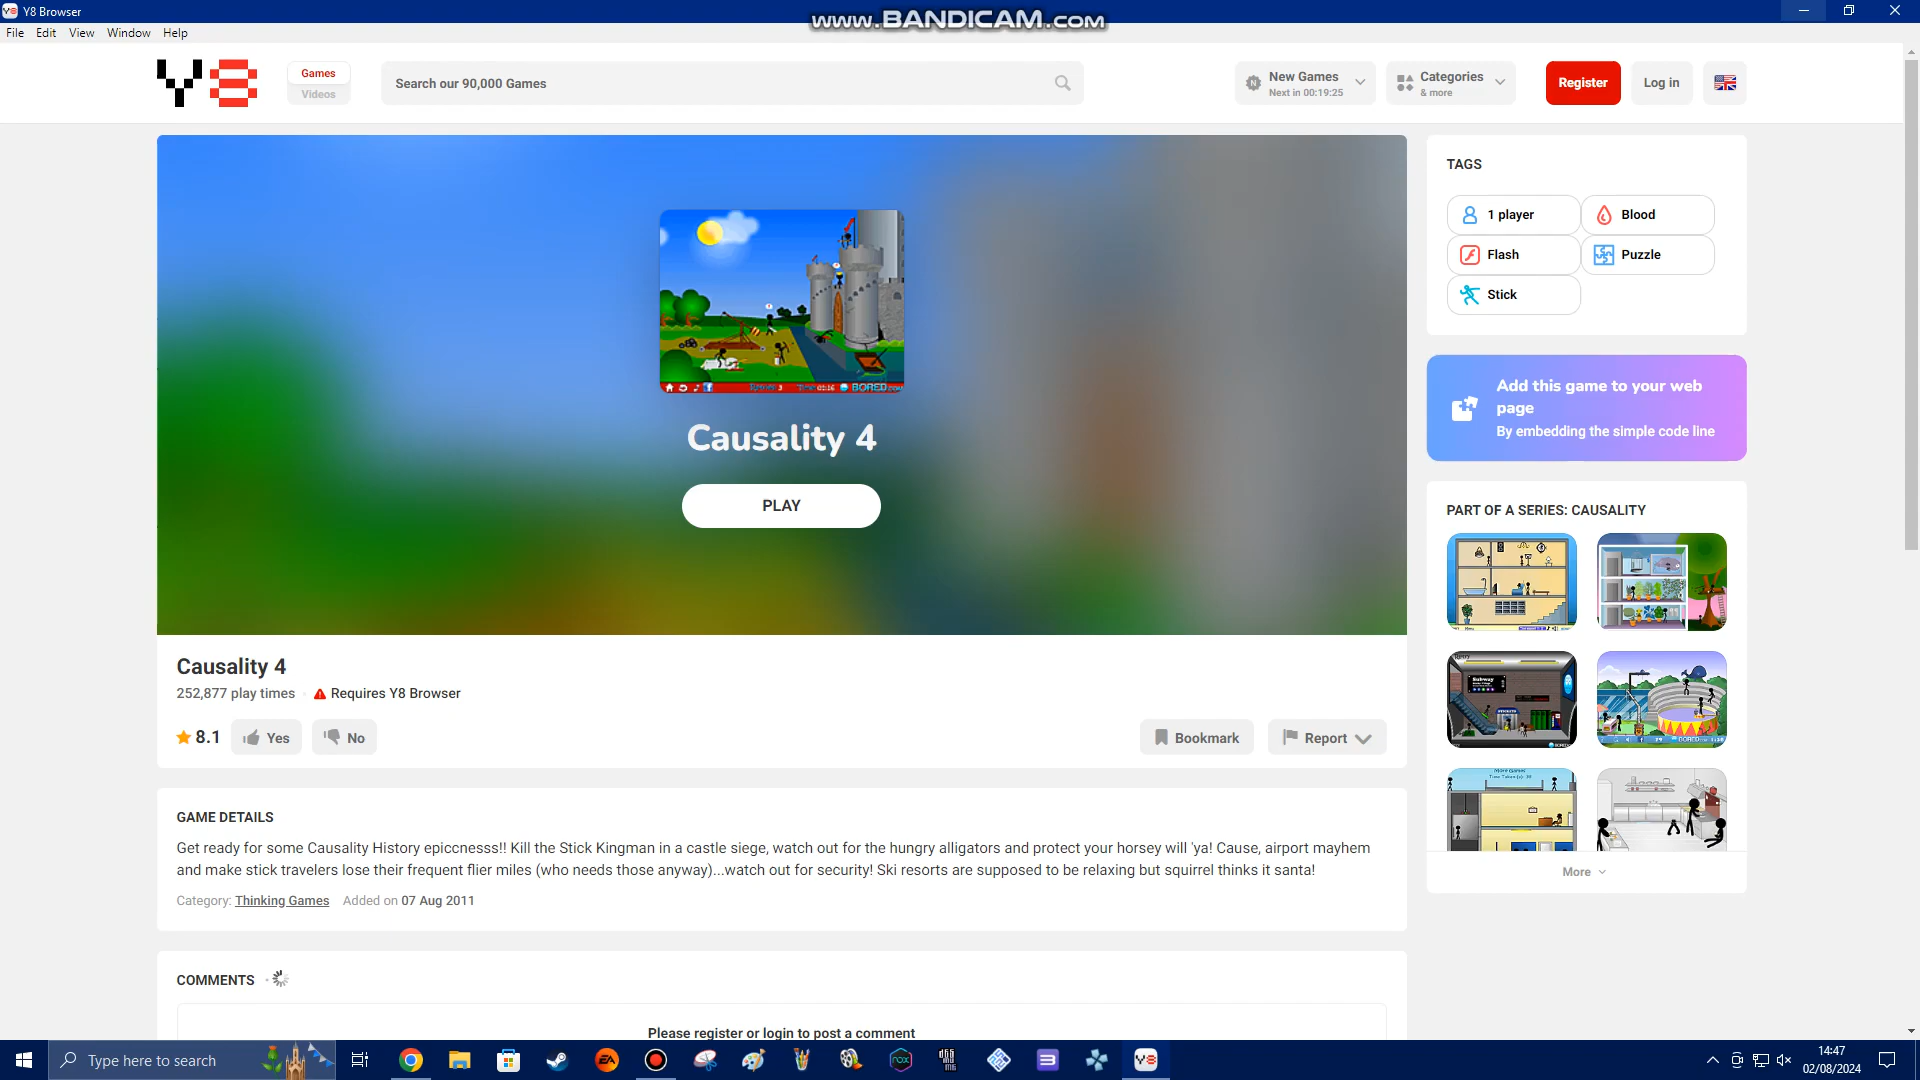 Y8 Browser
www.BANDICAM.COM
File Edit View Window Help
Y8
Games
Videos
Search our 90,000 Games
New Games
Next in 00:19:25
Categories
& more
Register
Log in
TAGS
1 player
Blood
Flash
Puzzle
Stick
BORED.com
Causality 4
PLAY
Add this game to your web
page
By embedding the simple code line
PART OF A SERIES: CAUSALITY
Causality 4
252,877 play times
Requires Y8 Browser
8.1
Yes
No
Bookmark
Report
Subway
More Games
More
GAME DETAILS
Get ready for some Causality History epiccnesss!! Kill the Stick Kingman in a castle siege, watch out for the hungry alligators and protect your horsey will 'ya! Cause, airport mayhem
and make stick travelers lose their frequent flier miles (who needs those anyway)...watch out for security! Ski resorts are supposed to be relaxing but squirrel thinks it santa!
Category: Thinking Games Added on 07 Aug 2011
COMMENTS
Please register or login to post a comment
Type here to search
14:47
02/08/2024